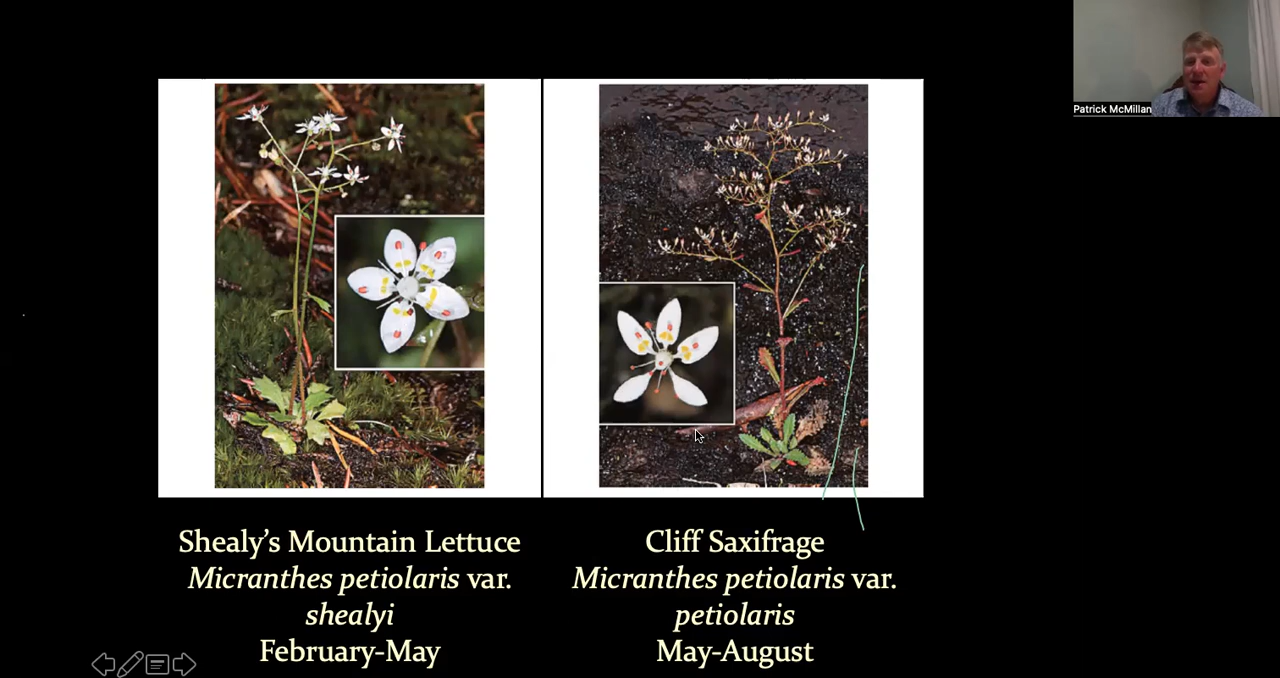 Patrick McMillan
Shealy's Mountain Lettuce
Micranthes petiolaris var.
shealyi
February-May
Cliff Saxifrage
Micranthes petiolaris var.
petiolaris
May-August